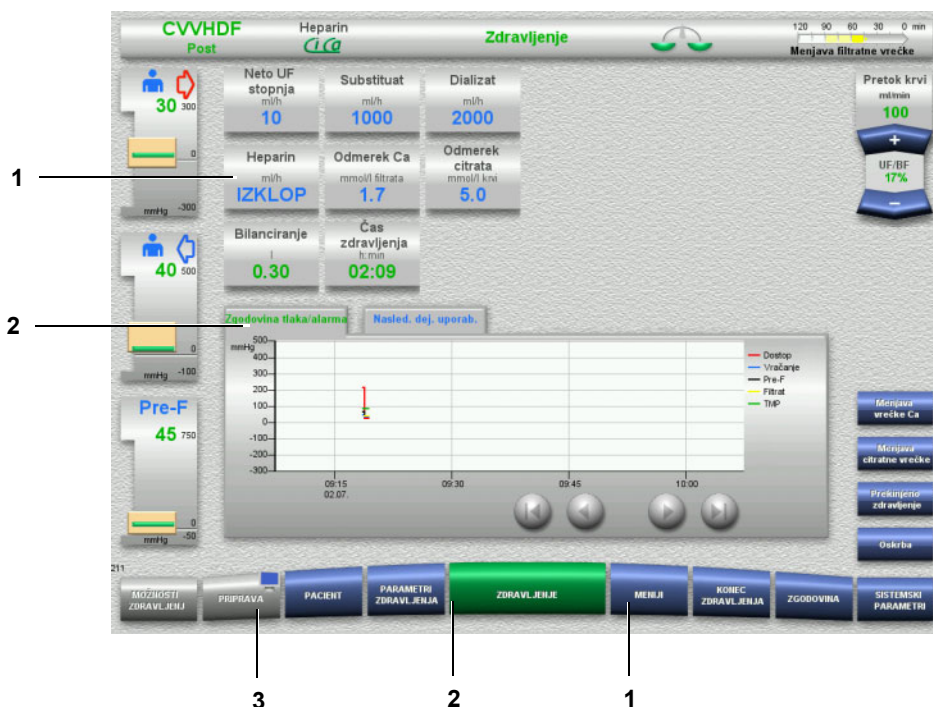 CVVHDF
Post
Heparin
CiCa
Zdravljenje
120 90 60 30 0 min
Menjava filtratne vrečke
30
300
0
mmHg -300
40
500
0
mmHg -100
Pre-F
45 750
0
mmHg -50
Neto UF stopnja
ml/h
10
Substituat
ml/h
1000
Dializat
ml/h
2000
Heparin
ml/h
IZKLOP
Odmerek Ca
mmol/l filtrata
1.7
Odmerek citrata
mmol/l krvi
5.0
Bilanciranje
l
0.30
Čas zdravljenja
h:min
02:09
Pretok krvi
ml/min
100
+
UF/BF
17%
−
1
2
Zgodovina tlaka/alarma
Nasled. dej. uporab.
mmHg
500
400
300
200
100
0
-100
-200
-300
09:15
02.07.
09:30
09:45
10:00
Dostop
Vračanje
Pre-F
Filtrat
TMP
Menjava vrečke Ca
Menjava citratne vrečke
Prekinjeno zdravljenje
Oskrba
211
MOŽNOSTI ZDRAVLJENJ
PRIPRAVA
PACIENT
PARAMETRI ZDRAVLJENJA
ZDRAVLJENJE
MENIJI
KONEC ZDRAVLJENJA
ZGODOVINA
SISTEMSKI PARAMETRI
3
2
1